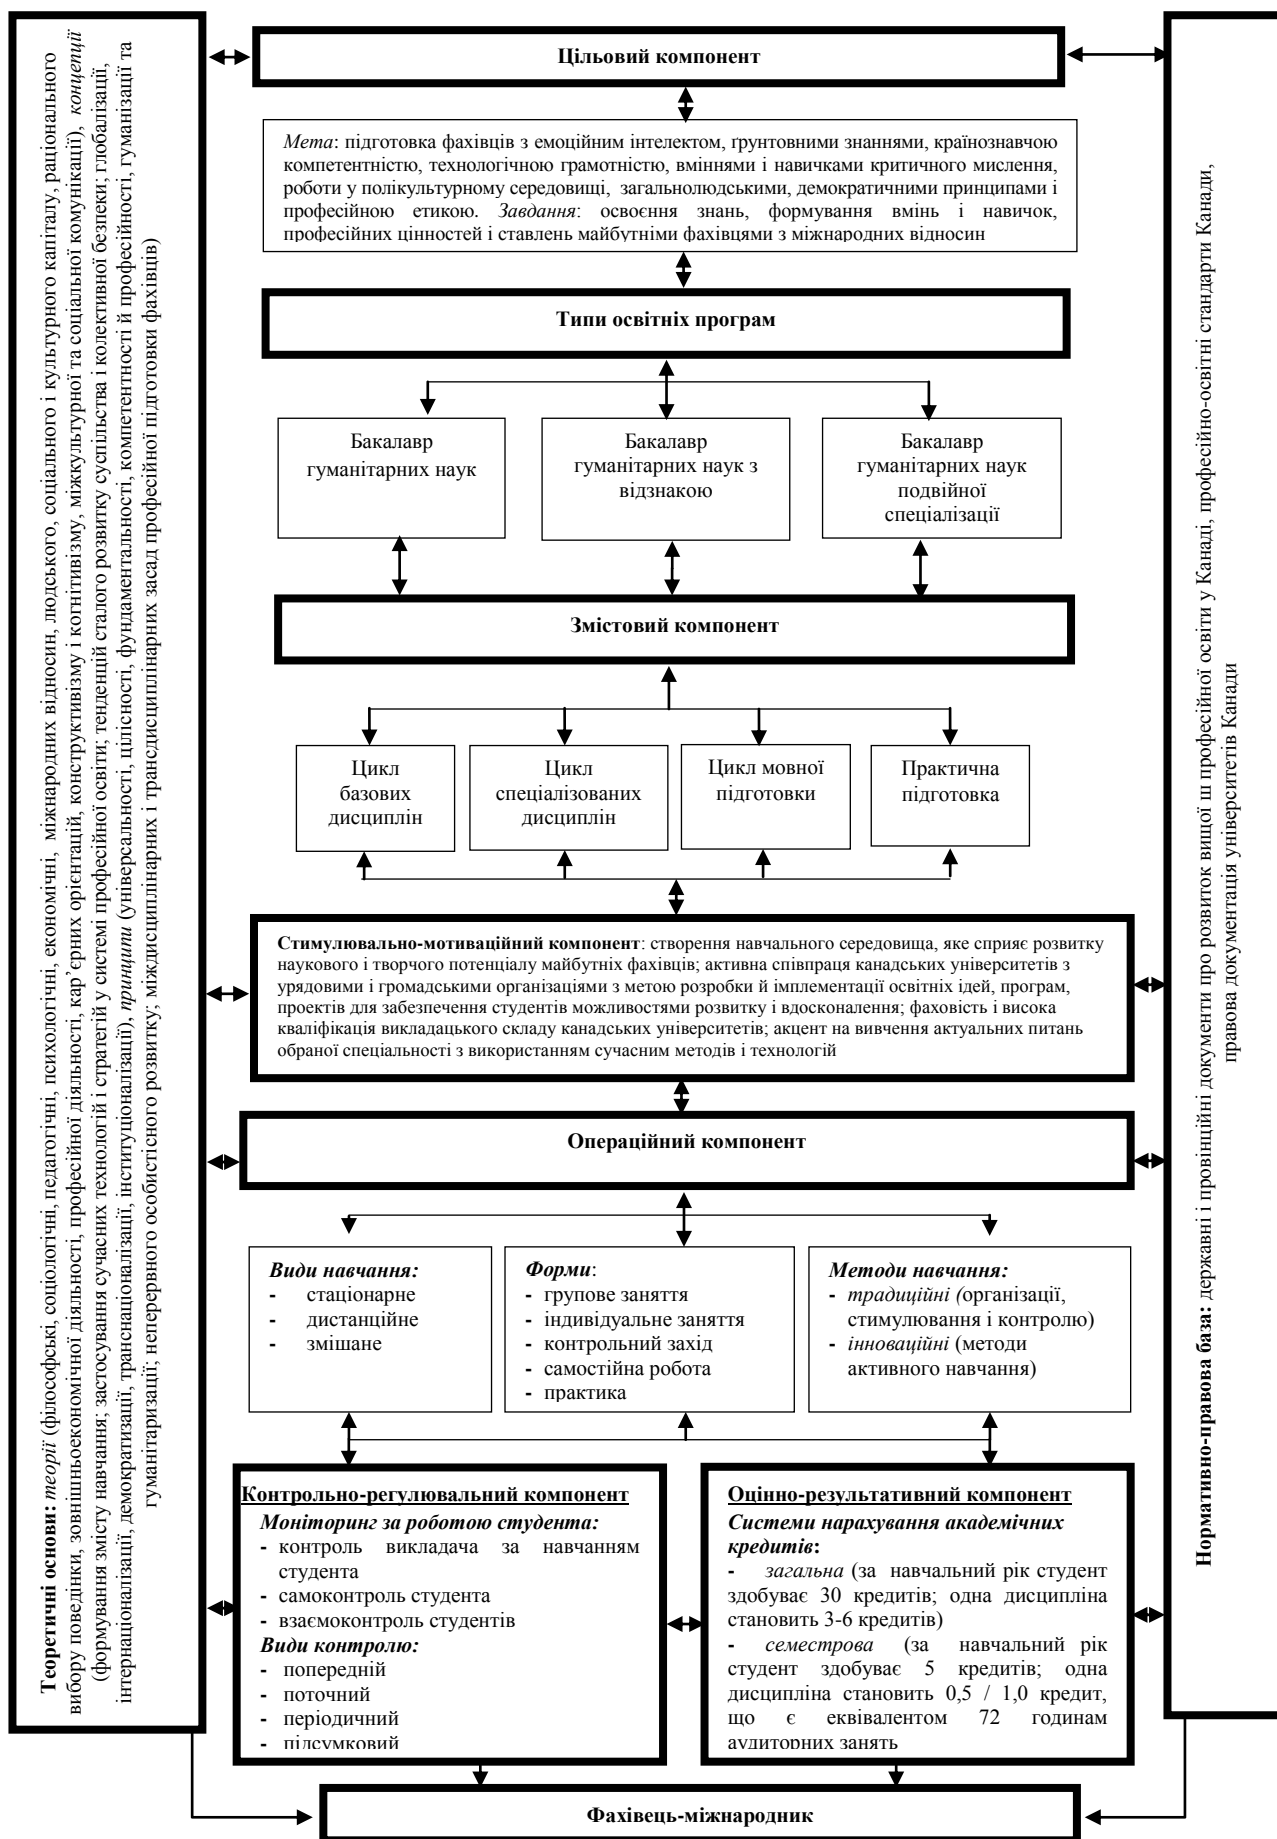 Теоретичні основи: теорії (філософські, соціологічні, педагогічні, психологічні, економічні, міжнародних відносин, людського, соціального і культурного капіталу, раціонального
вибору поведінки, зовнішньоекономічної діяльності, професійної діяльності, кар’єрних орієнтацій, конструктивізму і когнітивізму, міжкультурної та соціальної комунікації), концепції
(формування змісту навчання; застосування сучасних технологій і стратегій у системі професійної освіти; тенденцій сталого розвитку суспільства і колективної безпеки; глобалізації,
інтернаціоналізації, демократизації, транснаціоналізації, інституціоналізації), принципи (універсальності, цілісності, фундаментальності, компетентності й професійності, гуманізації та
гуманітаризації; неперервного особистісного розвитку; міждисциплінарних і трансдисциплінарних засад професійної підготовки фахівців)
Цільовий компонент
Мета: підготовка фахівців з емоційним інтелектом, ґрунтовними знаннями, країнознавчою
компетентністю, технологічною грамотністю, вміннями і навичками критичного мислення,
роботи у полікультурному середовищі, загальнолюдськими, демократичними принципами і
професійною етикою. Завдання: освоєння знань, формування вмінь і навичок,
професійних цінностей і ставлень майбутніми фахівцями з міжнародних відносин
Типи освітніх програм
Бакалавр
гуманітарних наук
Бакалавр
гуманітарних наук з
відзнакою
Бакалавр
гуманітарних наук
подвійної
спеціалізації
Змістовий компонент
Цикл
базових
дисциплін
Цикл
спеціалізованих
дисциплін
Цикл мовної
підготовки
Практична
підготовка
Стимулювально-мотиваційний компонент: створення навчального середовища, яке сприяє розвитку
наукового і творчого потенціалу майбутніх фахівців; активна співпраця канадських університетів з
урядовими і громадськими організаціями з метою розробки й імплементації освітніх ідей, програм,
проектів для забезпечення студентів можливостями розвитку і вдосконалення; фаховість і висока
кваліфікація викладацького складу канадських університетів; акцент на вивчення актуальних питань
обраної спеціальності з використанням сучасним методів і технологій
Операційний компонент
Види навчання:
- стаціонарне
- дистанційне
- змішане
Форми:
- групове заняття
- індивідуальне заняття
- контрольний захід
- самостійна робота
- практика
Методи навчання:
- традиційні (організації,
стимулювання і контролю)
- інноваційні (методи
активного навчання)
Контрольно-регулювальний компонент
Моніторинг за роботою студента:
- контроль викладача за навчанням
студента
- самоконтроль студента
- взаємоконтроль студентів
Види контролю:
- попередній
- поточний
- періодичний
- підсумковий
Оцінно-результативний компонент
Системи нарахування академічних
кредитів:
- загальна (за навчальний рік студент
здобуває 30 кредитів; одна дисципліна
становить 3-6 кредитів)
- семестрова (за навчальний рік
студент здобуває 5 кредитів; одна
дисципліна становить 0,5 / 1,0 кредит,
що є еквівалентом 72 годинам
аудиторних занять
Фахівець-міжнародник
Нормативно-правова база: державні і провінційні документи про розвиток вищої ш професійної освіти у Канаді, професійно-освітні стандарти Канади,
правова документація університетів Канади